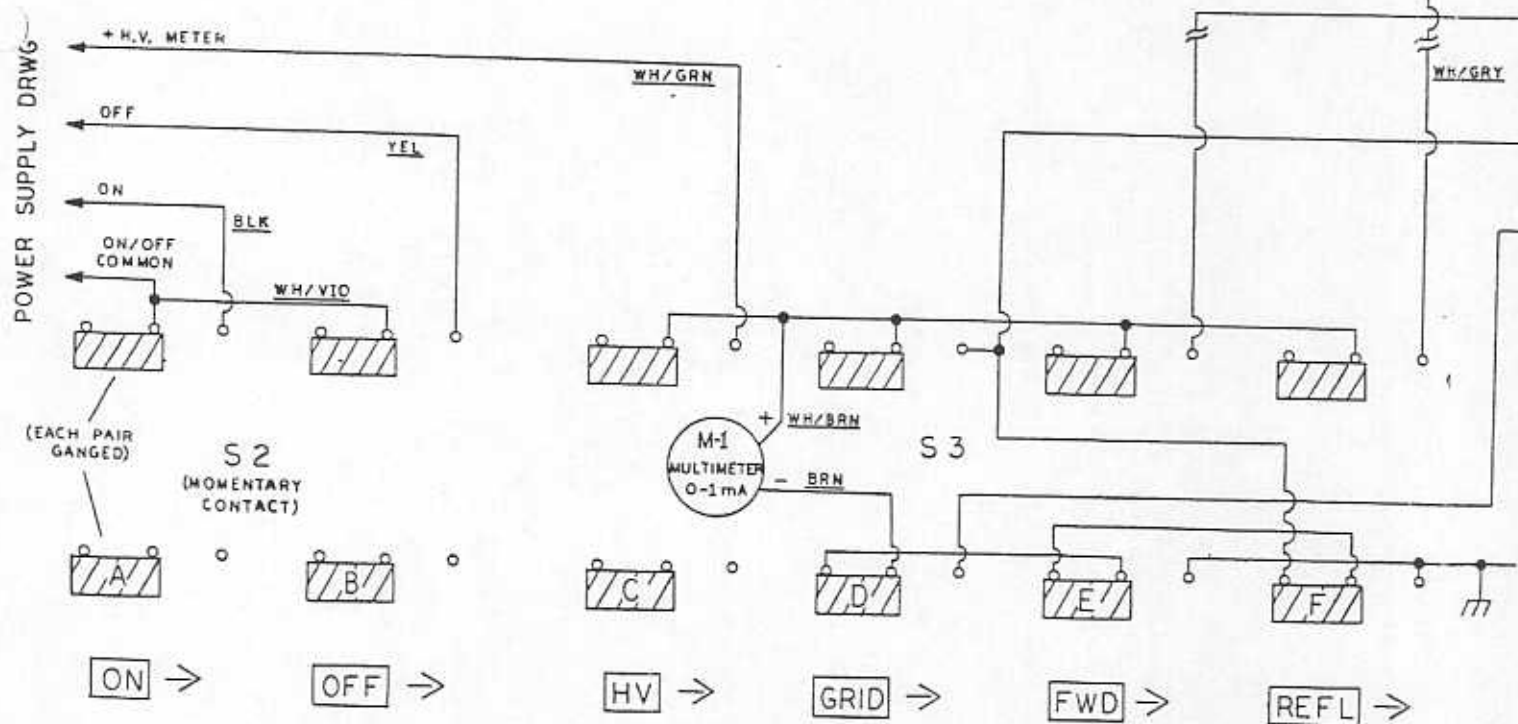 POWER SUPPLY DRWG
+ H.V. METER
WH/GRN
WH/GRY
OFF
YEL
ON
BLK
ON/OFF
COMMON
WH/VIO
(EACH PAIR
GANGED)
S2
(MOMENTARY
CONTACT)
+ WH/BRN
M-1
MULTIMETER
0-1mA
- BRN
S3
A
B
C
D
E
F
ON
OFF
HV
GRID
FWD
REFL